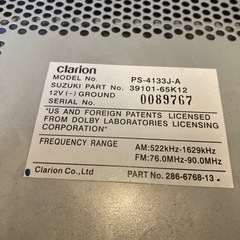 clarion
MODEL No. PS-4133J-A
SUZUKI PART No. 39101-65K12
12V (−) GROUND
SERIAL No. 0089767
"US AND FOREIGN PATENTS LICENSED
FROM DOLBY LABORATORIES LICENSING
CORPORATION"
FREQUENCY RANGE AM:522kHz-1629kHz
FM:76.0MHz-90.0MHz
Clarion Co.,Ltd Part No. 286-6768-13